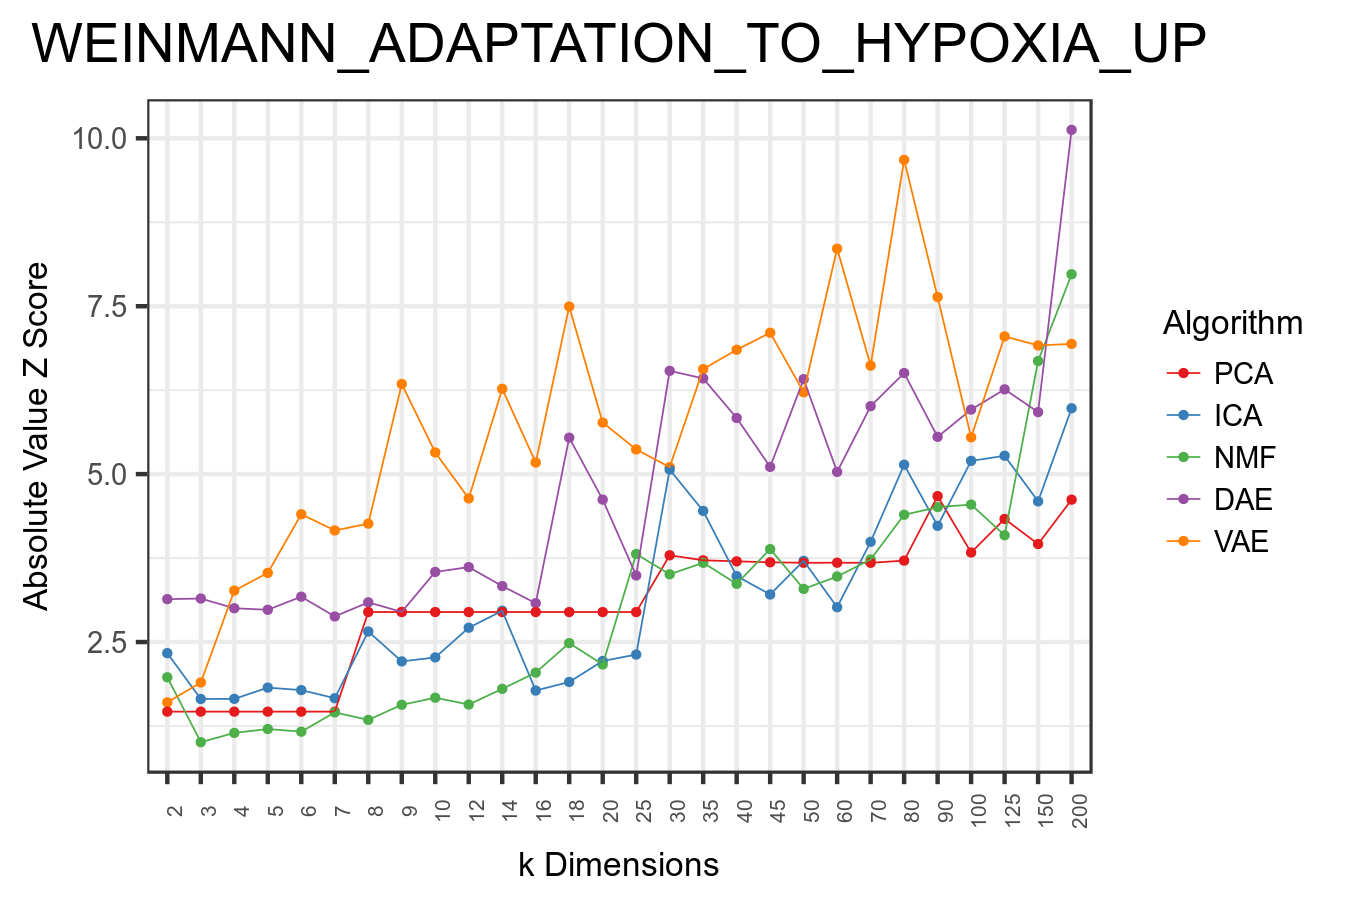 WEINMANN_ADAPTATION_TO_HYPOXIA_UP
Absolute Value Z Score
10.0
7.5
5.0
2.5
2 3 4 5 6 7 8 9 10 12 14 16 18 20 25 30 35 40 45 50 60 70 80 90 100 125 150 200
k Dimensions
Algorithm
PCA
ICA
NMF
DAE
VAE